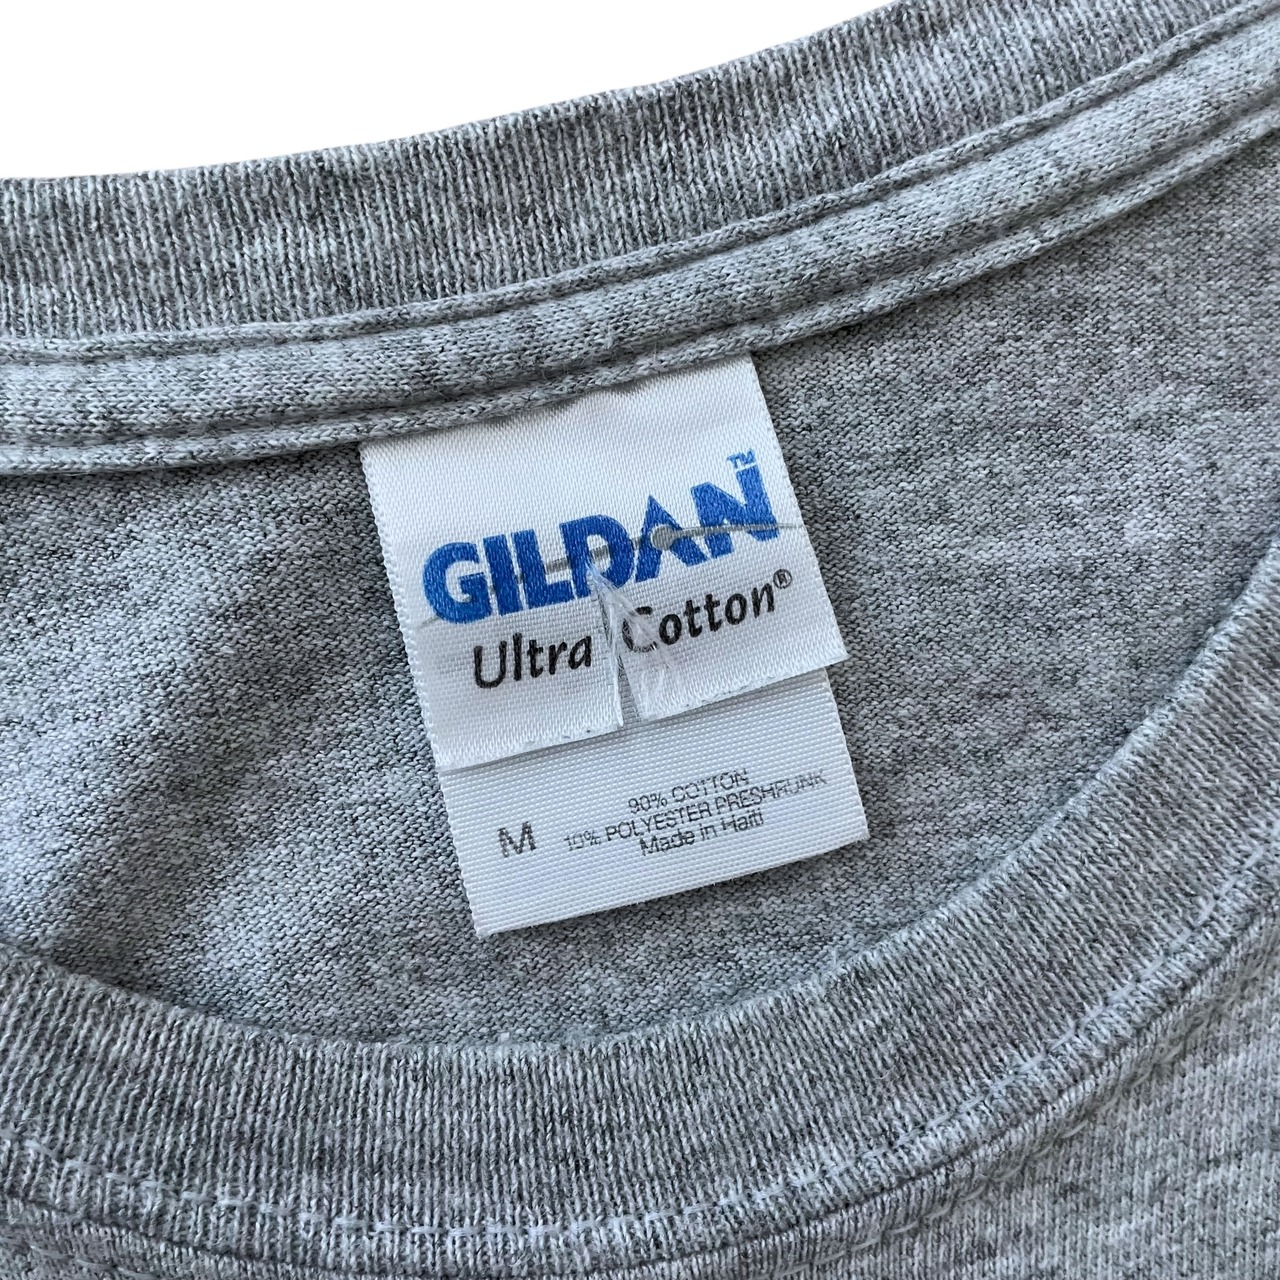 GILDAN™
Ultra Cotton®
90% COTTON
10% POLYESTER PRESHRUNK
M
Made in Haiti